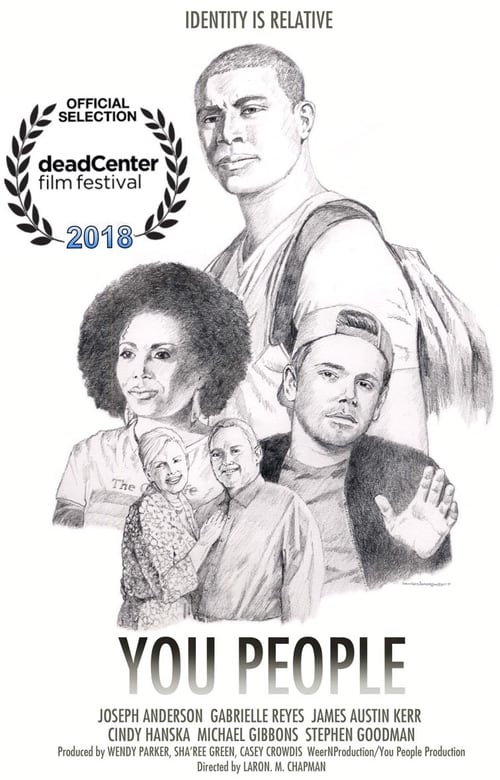 IDENTITY IS RELATIVE
OFFICIAL
SELECTION
deadCenter
film festival
2018
The
YOU PEOPLE
JOSEPH ANDERSON GABRIELLE REYES JAMES AUSTIN KERR
CINDY HANSKA MICHAEL GIBBONS STEPHEN GOODMAN
Produced by WENDY PARKER, SHA'REE GREEN, CASEY CROWDIS WeerNProduction/You People Production
Directed by LARON. M. CHAPMAN